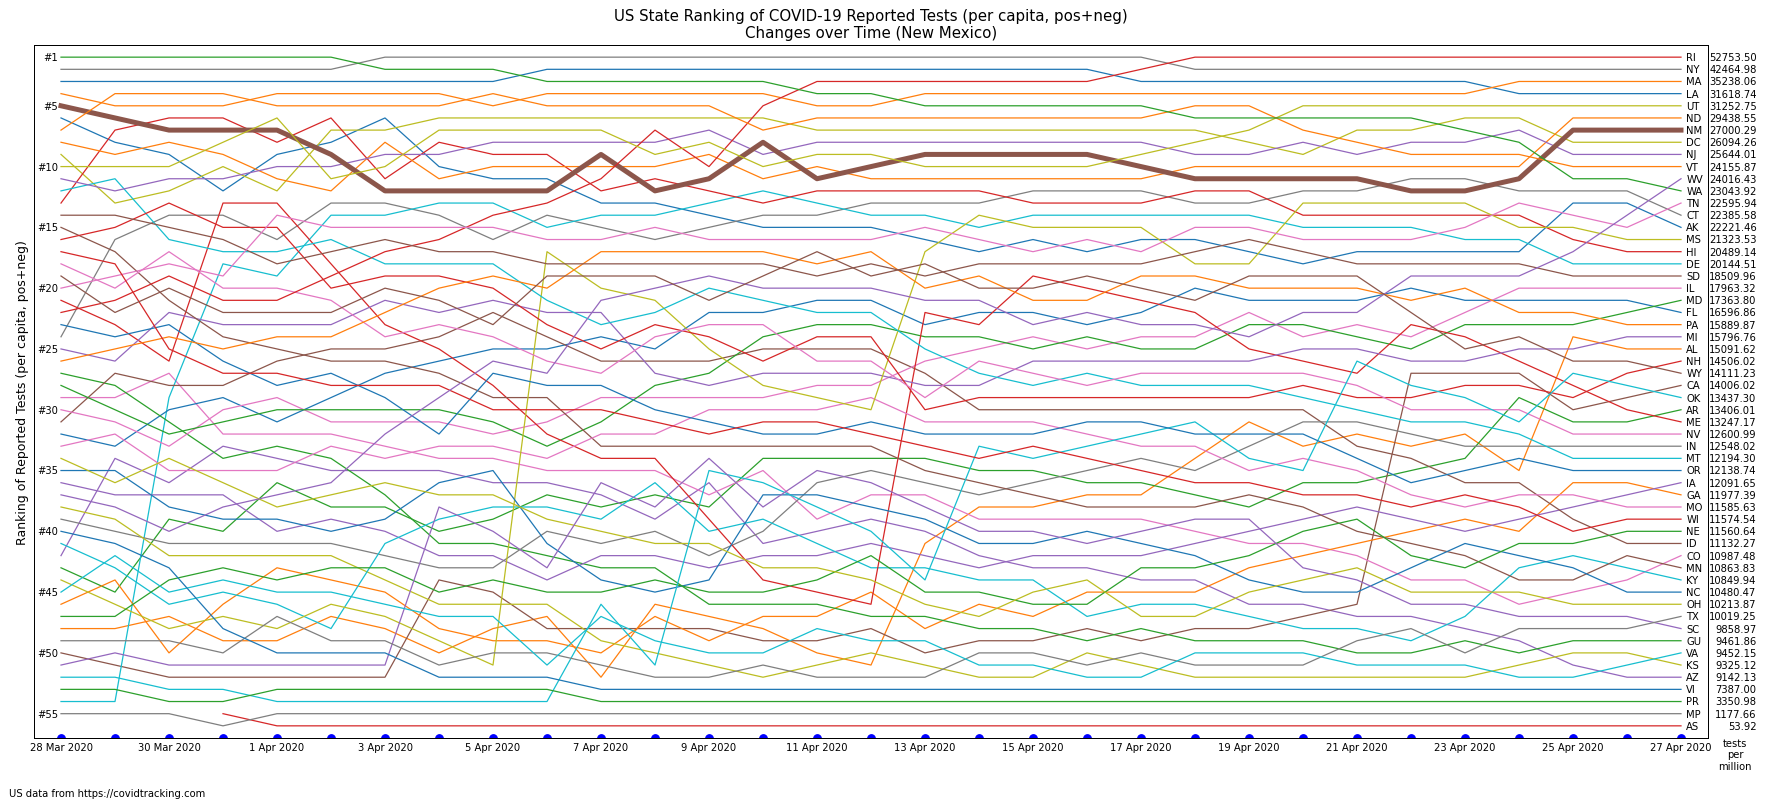 US State Ranking of COVID-19 Reported Tests (per capita, pos+neg)
Changes over Time (New Mexico)
Ranking of Reported Tests (per capita, pos+neg)
#1
#5
#10
#15
#20
#25
#30
#35
#40
#45
#50
#55
RI 52753.50
NY 42464.98
MA 35238.06
LA 31618.74
UT 31252.75
ND 29438.55
NM 27000.29
DC 26094.26
NJ 25644.01
VT 24155.87
WV 24016.43
WA 23043.92
TN 22595.94
CT 22385.58
AK 22221.46
MS 21323.53
HI 20489.14
DE 20144.51
SD 18509.96
IL 17963.32
MD 17363.80
FL 16596.86
PA 15889.87
MI 15796.76
AL 15091.62
NH 14506.02
WY 14111.23
CA 14006.02
OK 13437.30
AR 13406.01
ME 13247.17
NV 12600.99
IN 12548.02
MT 12194.30
OR 12138.74
IA 12091.65
GA 11977.39
MO 11585.63
WI 11574.54
NE 11560.64
ID 11132.27
CO 10987.48
MN 10863.83
KY 10849.94
NC 10480.47
OH 10213.87
TX 10019.25
SC 9858.97
GU 9461.86
VA 9452.15
KS 9325.12
AZ 9142.13
VI 7387.00
PR 3350.98
MP 1177.66
AS 53.92
28 Mar 2020 30 Mar 2020 1 Apr 2020 3 Apr 2020 5 Apr 2020 7 Apr 2020 9 Apr 2020 11 Apr 2020 13 Apr 2020 15 Apr 2020 17 Apr 2020 19 Apr 2020 21 Apr 2020 23 Apr 2020 25 Apr 2020 27 Apr 2020
tests
per
million
US data from https://covidtracking.com